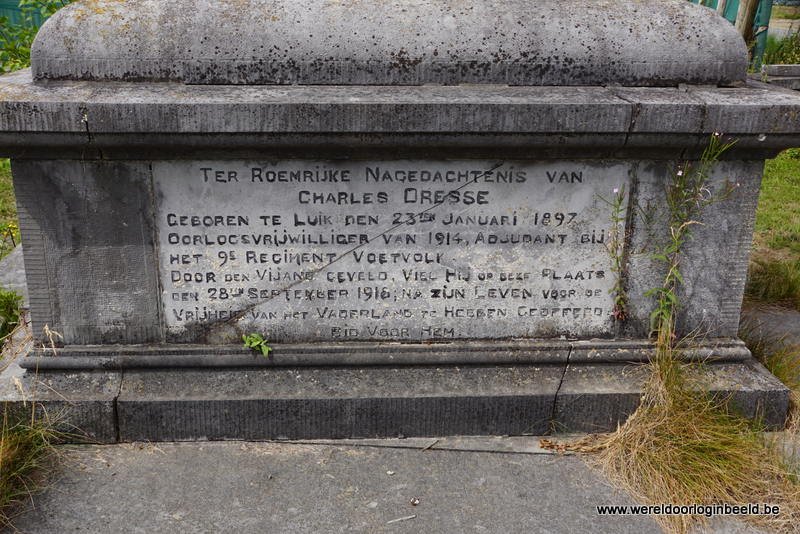 Ter Roemrijke Nagedachtenis van
Charles Dresse
Geboren te Luik den 23sten Januari 1897
Oorlogsvrijwilliger van 1914, Adjudant bij
het 9e Regiment Voetvolk
Door den Vijand geveld, Viel Hij op deze Plaats
den 28sten September 1918, na zijn Leven voor de
Vrijheid van het Vaderland te Hebben Geofferd
Bid Voor Hem.
www.wereldoorloginbeeld.be